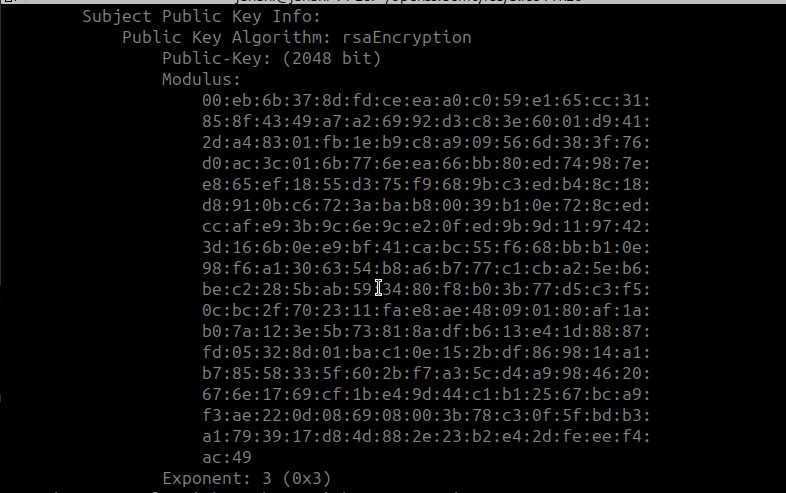 Subject Public Key Info:
Public Key Algorithm: rsaEncryption
Public-Key: (2048 bit)
Modulus:
00:eb:6b:37:8d:fd:ce:ea:a0:c0:59:e1:65:cc:31:
85:8f:43:49:a7:a2:69:92:d3:c8:3e:60:01:d9:41:
2d:a4:83:01:fb:1e:b9:c8:a9:09:56:6d:38:3f:76:
d0:ac:3c:01:6b:77:6e:ea:66:bb:80:ed:74:98:7e:
e8:65:ef:18:55:d3:75:f9:68:9b:c3:ed:b4:8c:18:
d8:91:0b:c6:72:3a:ba:b8:00:39:b1:0e:72:8c:ed:
cc:af:e9:3b:9c:6e:9c:e2:0f:ed:9b:9d:11:97:42:
3d:16:6b:0e:e9:bf:41:ca:bc:55:f6:68:bb:b1:0e:
98:f6:a1:30:63:54:b8:a6:b7:77:c1:cb:a2:5e:b6:
be:c2:28:5b:ab:59:34:80:f8:b0:3b:77:d5:c3:f5:
0c:bc:2f:70:23:11:fa:e8:ae:48:09:01:80:af:1a:
b0:7a:12:3e:5b:73:81:8a:df:b6:13:e4:1d:88:87:
fd:05:32:8d:01:ba:c1:0e:15:2b:df:86:98:14:a1:
b7:85:58:33:5f:60:2b:f7:a3:5c:d4:a9:98:46:20:
67:6e:17:69:cf:1b:e4:9d:44:c1:b1:25:67:bc:a9:
f3:ae:22:0d:08:69:08:00:3b:78:c3:0f:5f:bd:b3:
a1:79:39:17:d8:4d:88:2e:23:b2:e4:2d:fe:ee:f4:
ac:49
Exponent: 3 (0x3)